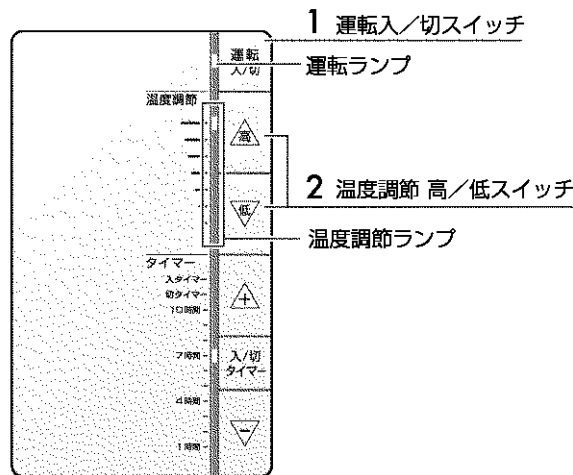 1 運転入／切スイッチ
運転
入/切
運転ランプ
温度調節
高
2 温度調節 高／低スイッチ
低
温度調節ランプ
タイマー
入タイマー
切タイマー
10時間
+
7時間
入/切
タイマー
4時間
1時間
−